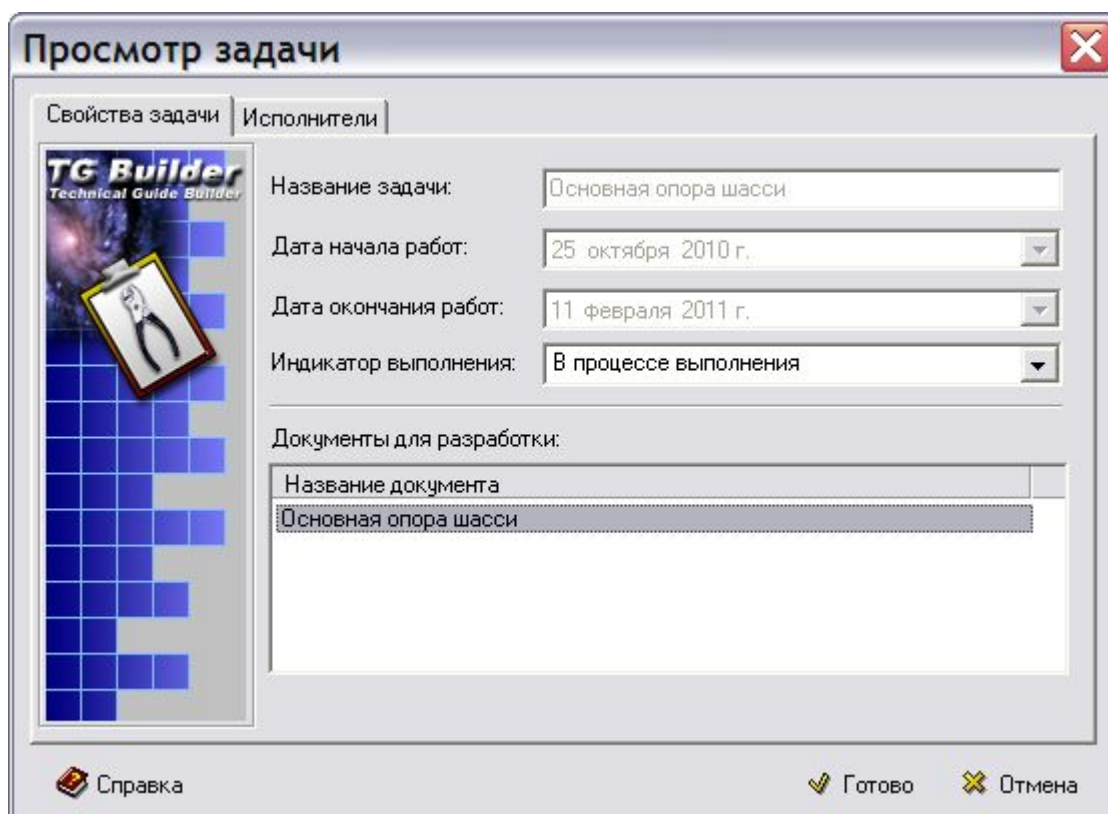 Просмотр задачи
Свойства задачи
Исполнители
TG Builder
Technical Guide Builder
Название задачи:
Основная опора шасси
Дата начала работ:
25 октября 2010 г.
Дата окончания работ:
11 февраля 2011 г.
Индикатор выполнения:
В процессе выполнения
Документы для разработки:
Название документа
Основная опора шасси
Справка
Готово
Отмена